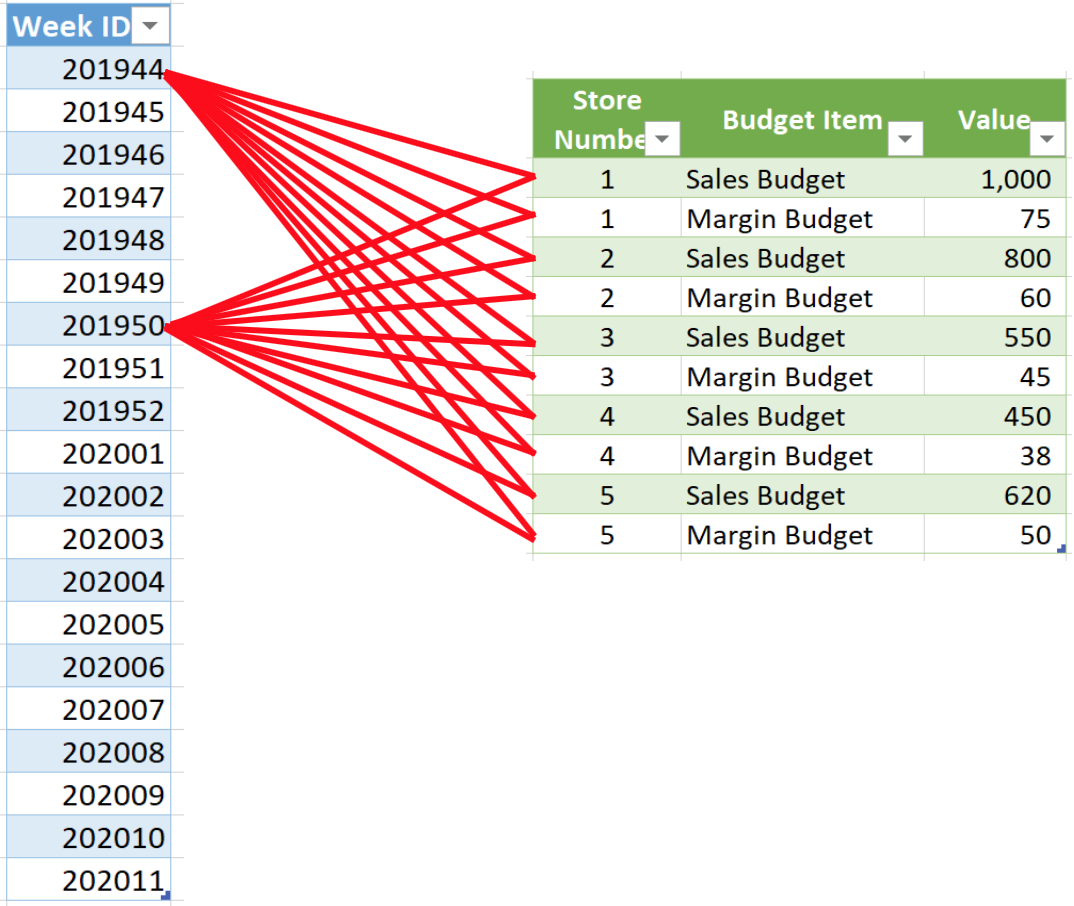 Week ID
201944
201945
201946
201947
201948
201949
201950
201951
201952
202001
202002
202003
202004
202005
202006
202007
202008
202009
202010
202011
Store
Numbe Budget Item Value
1 Sales Budget 1,000
1 Margin Budget 75
2 Sales Budget 800
2 Margin Budget 60
3 Sales Budget 550
3 Margin Budget 45
4 Sales Budget 450
4 Margin Budget 38
5 Sales Budget 620
5 Margin Budget 50